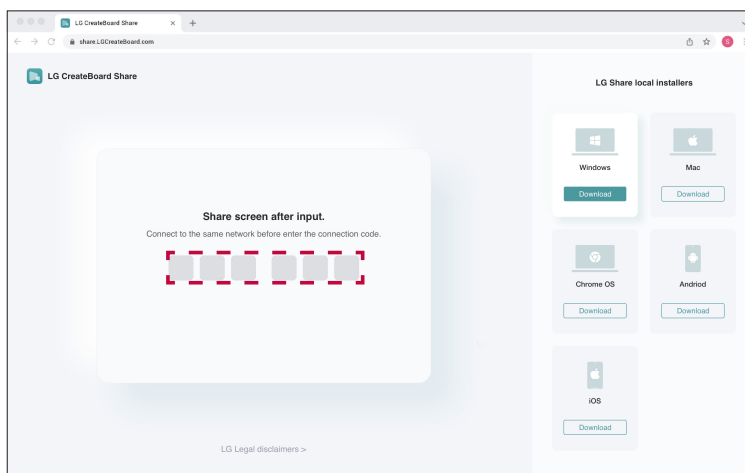 LG CreateBoard Share
share.LGCreateBoard.com
S
LG CreateBoard Share
Share screen after input.
Connect to the same network before enter the connection code.
LG Legal disclaimers >
LG Share local installers
Windows
Download
Mac
Download
Chrome OS
Download
Andriod
Download
iOS
Download